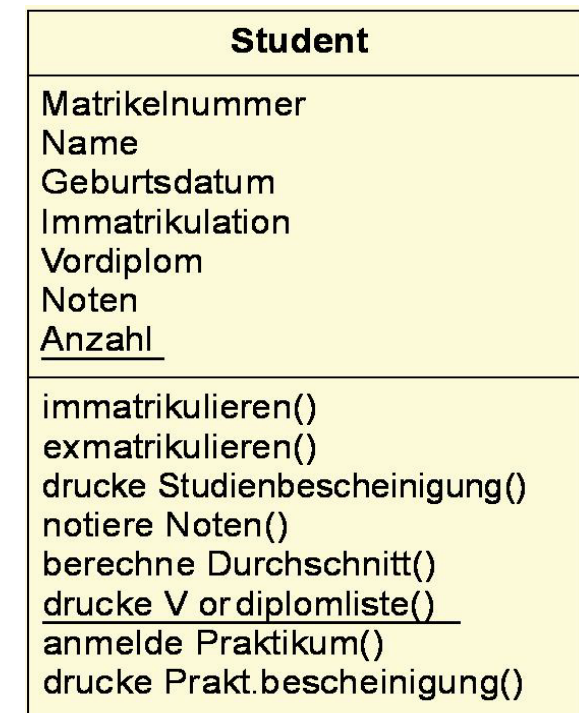 Student
Matrikelnummer
Name
Geburtsdatum
Immatrikulation
Vordiplom
Noten
Anzahl
immatrikulieren()
exmatrikulieren()
drucke Studienbescheinigung()
notiere Noten()
berechne Durchschnitt()
drucke V ordiplomliste()
anmelde Praktikum()
drucke Prakt.bescheinigung()